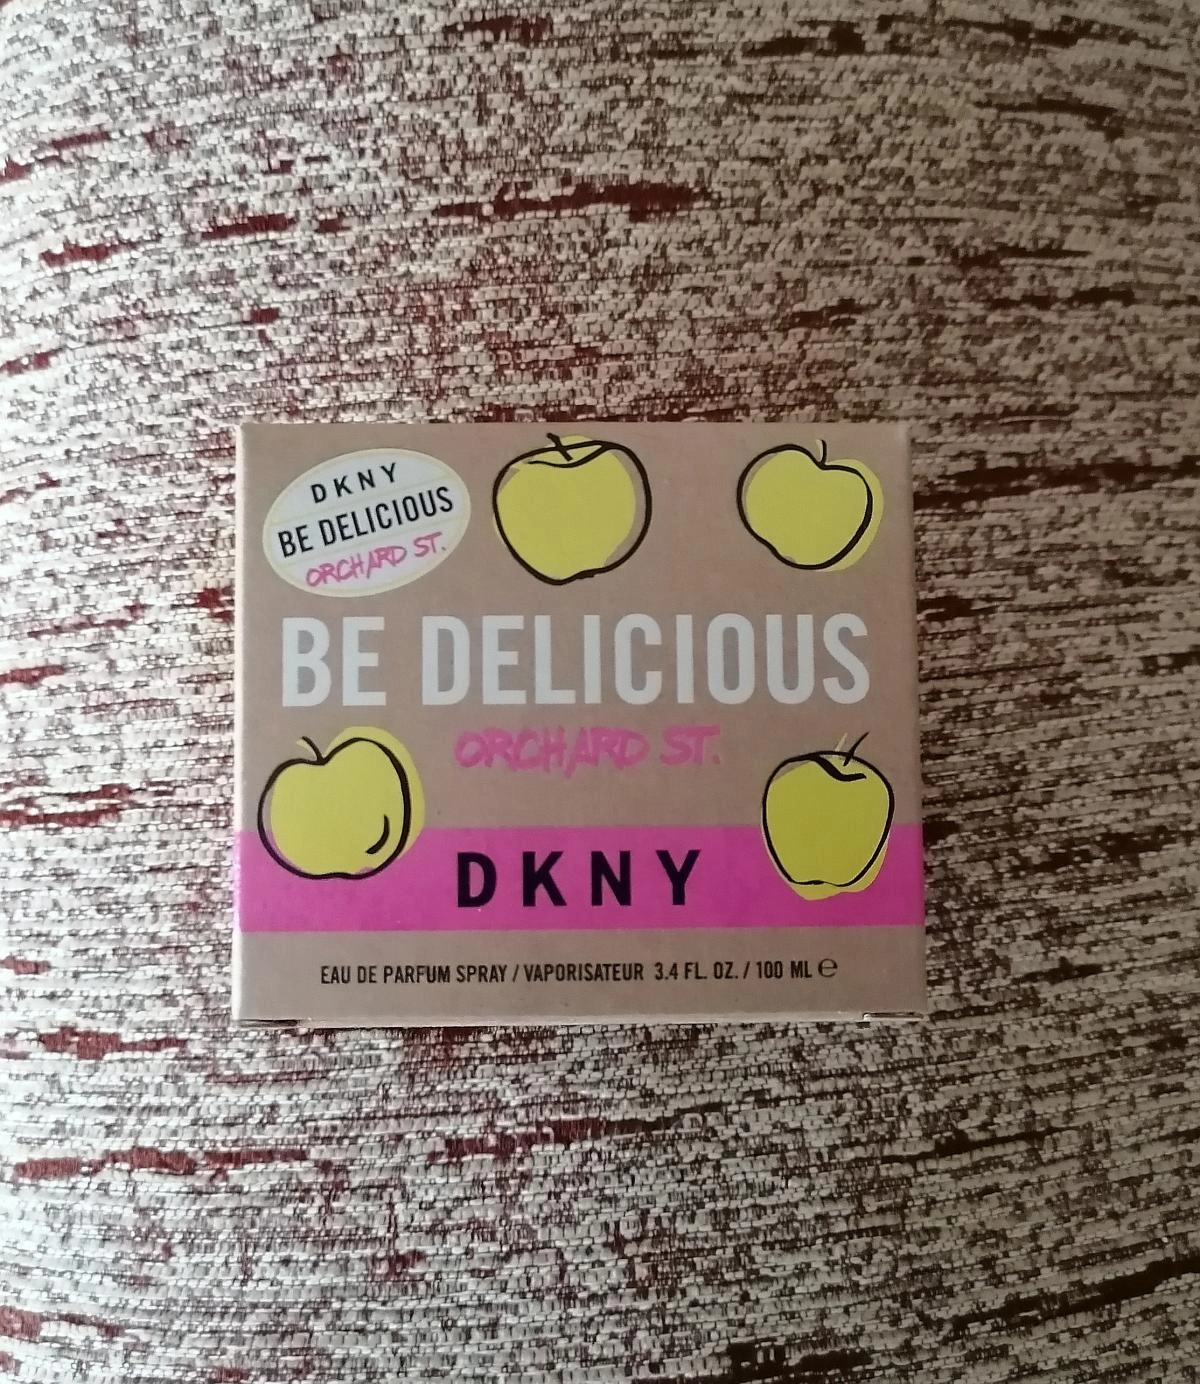 DKNY
BE DELICIOUS
ORCHARD ST.
BE DELICIOUS
ORCHARD ST.
DKNY
EAU DE PARFUM SPRAY / VAPORISATEUR 3.4 FL. OZ. / 100 ML ℮